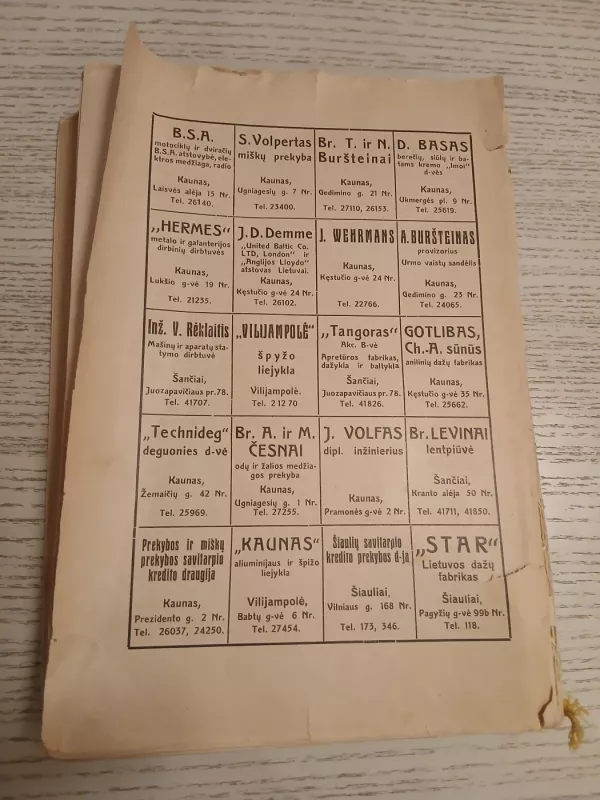 B.S.A.
motociklų ir dviračių
B.S.A. atstovybė, ele-
ktros medžiaga, radio
Kaunas,
Laisvės alėja 15 Nr.
Tel. 26140.
S. Volpertas
miškų prekyba
Kaunas,
Ugniagesių g. 7 Nr.
Tel. 23400.
Br. T. ir N.
Buršteinai
Kaunas,
Gedimino g. 21 Nr.
Tel. 27110, 26153.
D. BASAS
berečių, siūlų ir ba-
tams kremo „Imai"
d-vės
Kaunas,
Ukmergės pl. 9 Nr.
Tel. 25619.
„HERMES"
metalo ir galanterijos
dirbinių dirbtuvės
Kaunas,
Lukšio g-vė 19 Nr.
Tel. 21235.
J. D. Demme
„United Baltic Co.
LTD, London" ir
„Anglijos Lloydo"
atstovas Lietuvai.
Kaunas,
Kęstučio g-vė 24 Nr.
Tel. 26102.
J. WEHRMANS
Kaunas,
Kęstučio g-vė 24 Nr.
Tel. 22766.
A. BURŠTEINAS
provizorius
Urmo vaistų sandėlis
Kaunas,
Gedimino g. 25 Nr.
Tel. 24065.
Inž. V. Rėklaitis
Mašinų ir aparatų sta-
tymo dirbtuvė
Šančiai,
Juozapavičiaus pr. 78.
Tel. 41707.
„VILIJAMPOLĖ"
špyžo
liejykla
Vilijampolė.
Tel. 21270
„Tangoras"
Akc. B-vė
Apretūros fabrikas,
dažykla ir baltykla
Šančiai,
Juozapavičiaus pr. 78.
Tel. 41826.
GOTLIBAS,
Ch.-A. sūnūs
anilinių dažų fabrikas
Kaunas,
Kęstučio g-vė 35 Nr.
Tel. 25662.
„Technideg"
deguonies d-vė
Kaunas,
Žemaičių g. 42 Nr.
Tel. 25969.
Br. A. ir M.
ČESNAI
odų ir žalios medžia-
gos prekyba
Kaunas,
Ugniagesių g. 1 Nr.
Tel. 27255.
J. VOLFAS
dipl. inžinierius
Kaunas,
Pramonės g-vė 2 Nr.
Br. LEVINAI
lentpiūvė
Šančiai,
Kranto alėja 50 Nr.
Tel. 41711, 41850.
Prekybos ir miškų
prekybos savitarpio
kredito draugija
Kaunas,
Prezidento g. 2 Nr.
Tel. 26037, 24250.
„KAUNAS"
aliuminijaus ir špižo
liejykla
Vilijampolė,
Babtų g-vė 6 Nr.
Tel. 27454.
Šiaulių savitarpio
kredito prekybos d-ja
Šiauliai,
Vilniaus g. 168 Nr.
Tel. 173, 346.
„STAR"
Lietuvos dažų
fabrikas
Šiauliai,
Pagyžių g-vė 99b Nr.
Tel. 118.